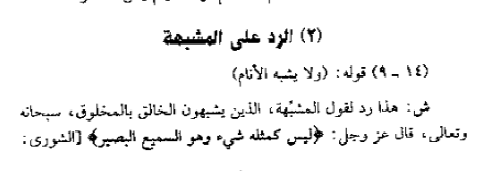 (٢) الرد على المشبهة
(١٤ - ٩) قوله: (ولا يشبه الأنام)
ش: هذا رد لقول المشبِّهة، الذين يشبهون الخالق بالمخلوق، سبحانه
وتعالى، قال عز وجل: ﴿ليس كمثله شيء وهو السميع البصير﴾ [الشورى: